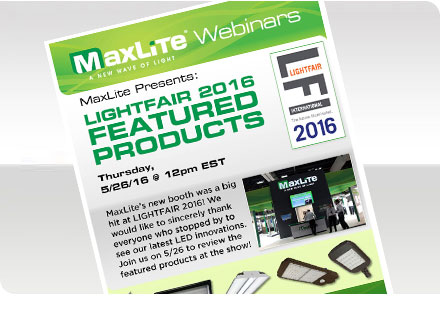 MAXLITE® Webinars
A NEW WAVE OF LIGHT
MaxLite Presents:
LIGHTFAIR 2016
FEATURED
PRODUCTS
Thursday,
5/26/16 @ 12pm EST
MaxLite's new booth was a big
hit at LIGHTFAIR 2016! We
would like to sincerely thank
everyone who stopped by to
see our latest LED innovations.
Join us on 5/26 to review the
featured products at the show!
LIGHTFAIR
INTERNATIONAL
2016
MAXLITE